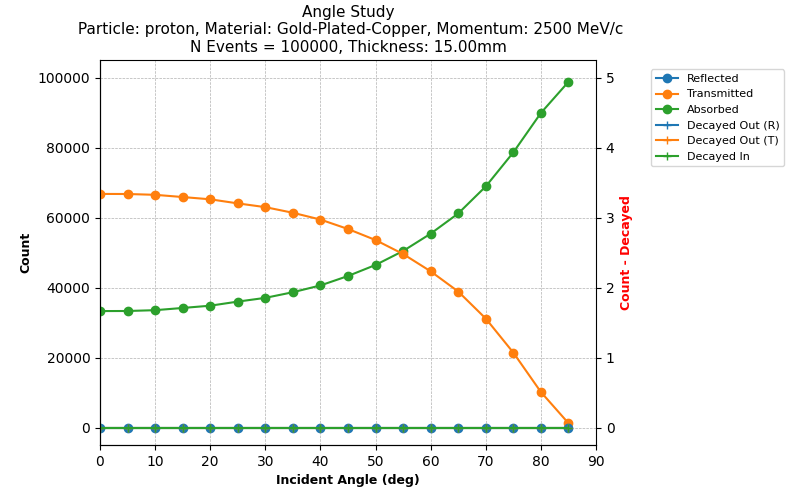 Angle Study
Particle: proton, Material: Gold-Plated-Copper, Momentum: 2500 MeV/c
N Events = 100000, Thickness: 15.00mm
100000
80000
60000
40000
20000
0
Count
0 10 20 30 40 50 60 70 80 90
Incident Angle (deg)
5
4
3
2
1
0
Count - Decayed
Reflected
Transmitted
Absorbed
Decayed Out (R)
Decayed Out (T)
Decayed In